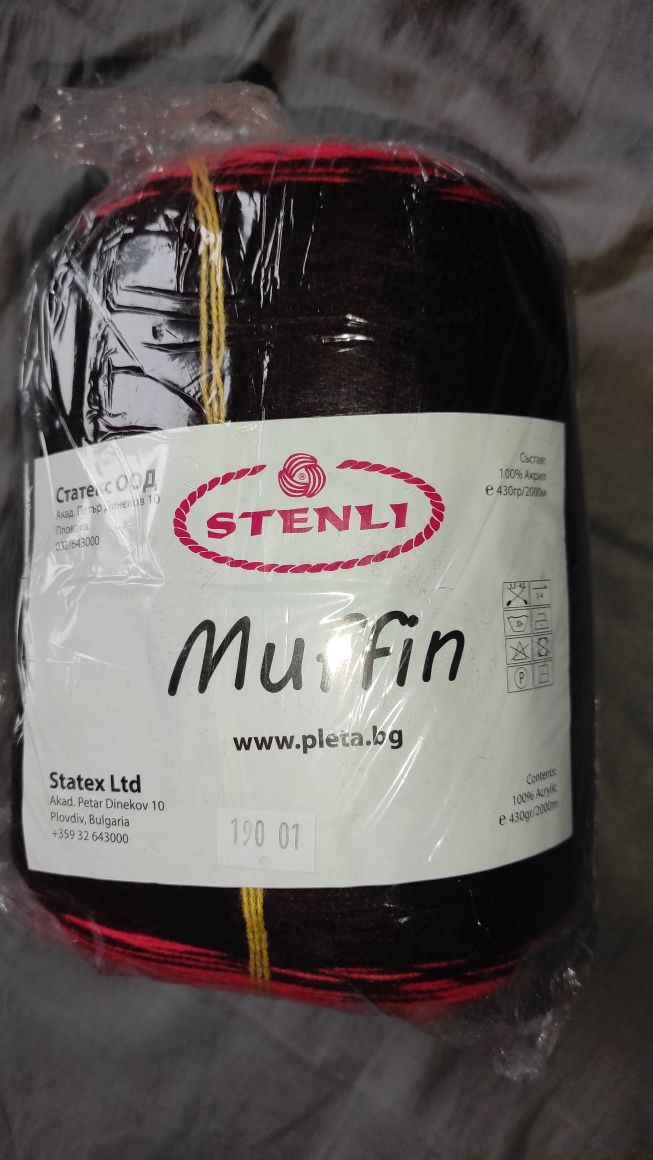 Статекс ООД
Акад. Петър Динеков 10
Пловдив
032/643000
Състав:
100% Акрил
e 430гр/2000м
STENLI
Muffin
www.pleta.bg
Statex Ltd
Akad. Petar Dinekov 10
Plovdiv, Bulgaria
+359 32 643000
190 01
Contents:
100% Acrylic
e 430gr/2000m
P